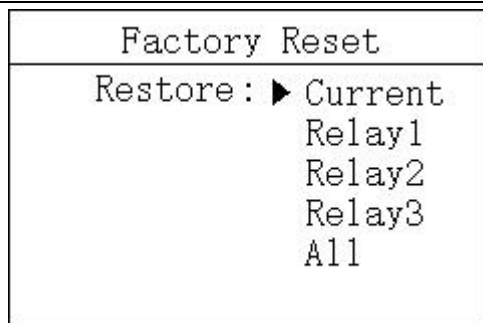 Factory Reset
Restore: ▶ Current
Relay1
Relay2
Relay3
All